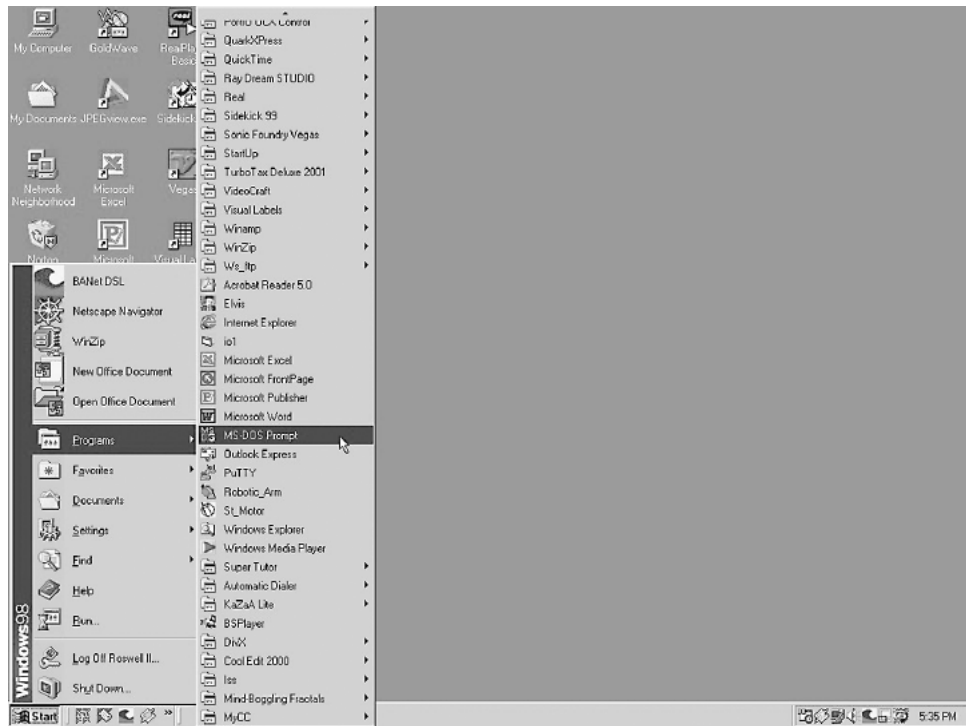 My Computer
GoldWave
RealPla
Basic
My Documents
JPEGview.exe
Sidekick
Network
Neighborhood
Microsoft
Excel
Vegas
Norton
Microsoft
Visual La
BANet DSL
Netscape Navigator
WinZip
New Office Document
Open Office Document
Programs
Favorites
Documents
Settings
Find
Help
Run...
Log Off Roswell II...
Shut Down...
Windows98
QuarkXPress
QuickTime
Ray Dream STUDIO
Real
Sidekick 99
Sonic Foundry Vegas
StartUp
TurboTax Deluxe 2001
VideoCraft
Visual Labels
Winamp
WinZip
Ws_ftp
Acrobat Reader 5.0
Elvis
Internet Explorer
io1
Microsoft Excel
Microsoft FrontPage
Microsoft Publisher
Microsoft Word
MS-DOS Prompt
Outlook Express
PuTTY
Robotic_Arm
St_Motor
Windows Explorer
Windows Media Player
Super Tutor
Automatic Dialer
KaZaA Lite
BSPlayer
DivX
Cool Edit 2000
Iss
Mind-Boggling Fractals
MyCC
Start
5:35 PM